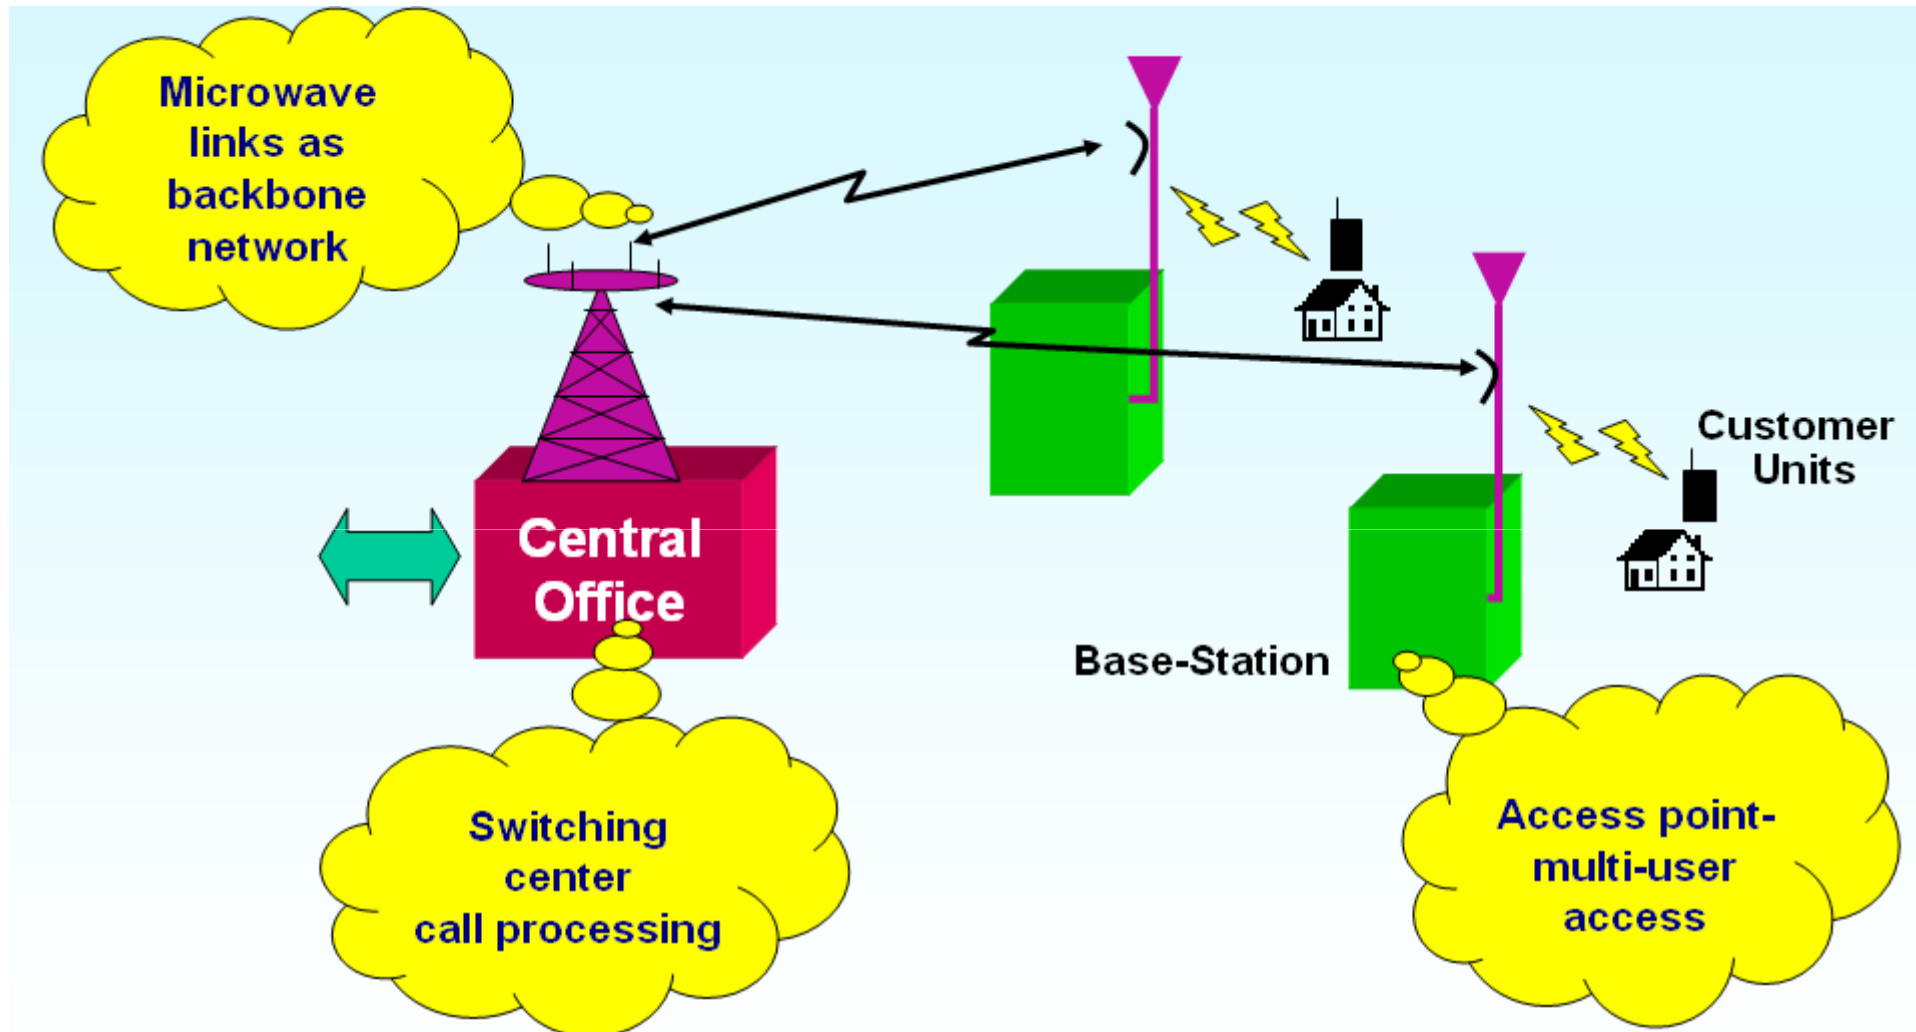 Microwave
links as
backbone
network
Customer
Units
Central
Office
Base-Station
Switching
center
call processing
Access point-
multi-user
access